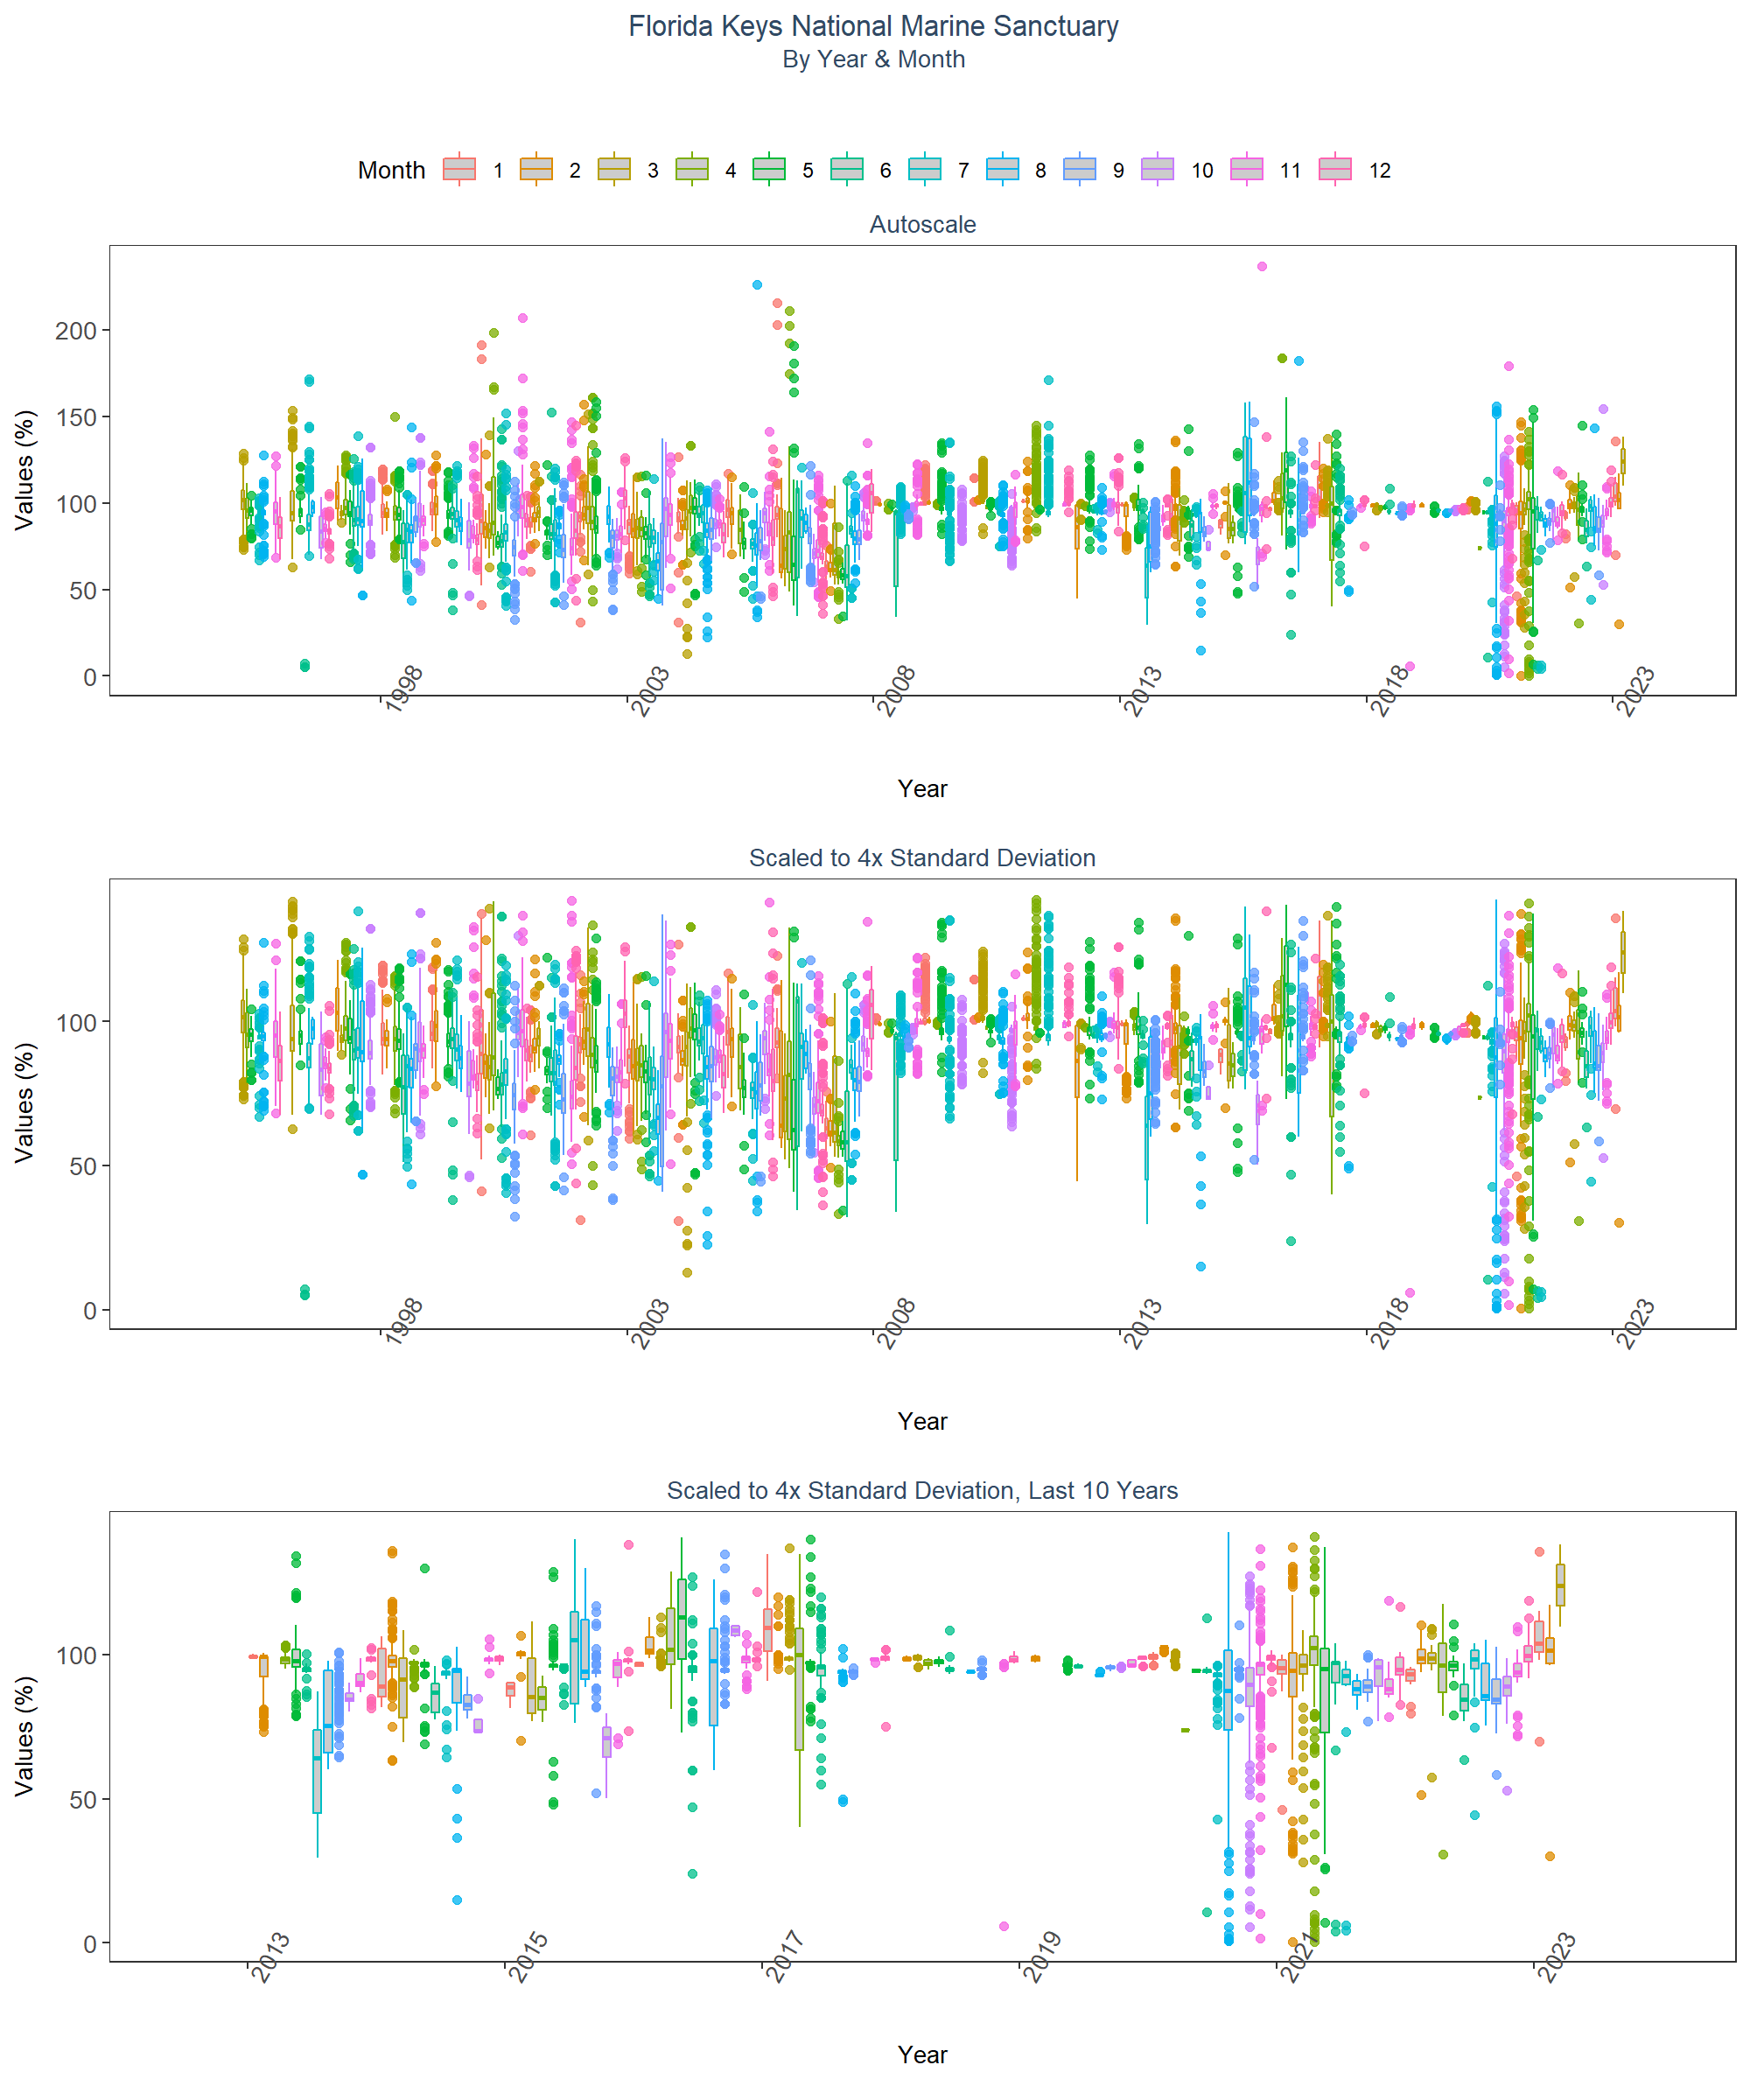 Florida Keys National Marine Sanctuary
By Year & Month
Month 1 2 3 4 5 6 7 8 9 10 11 12
Autoscale
Values (%)
200
150
100
50
0
1998 2003 2008 2013 2018 2023
Year
Scaled to 4x Standard Deviation
Values (%)
100
50
0
1998 2003 2008 2013 2018 2023
Year
Scaled to 4x Standard Deviation, Last 10 Years
Values (%)
100
50
0
2013 2015 2017 2019 2021 2023
Year